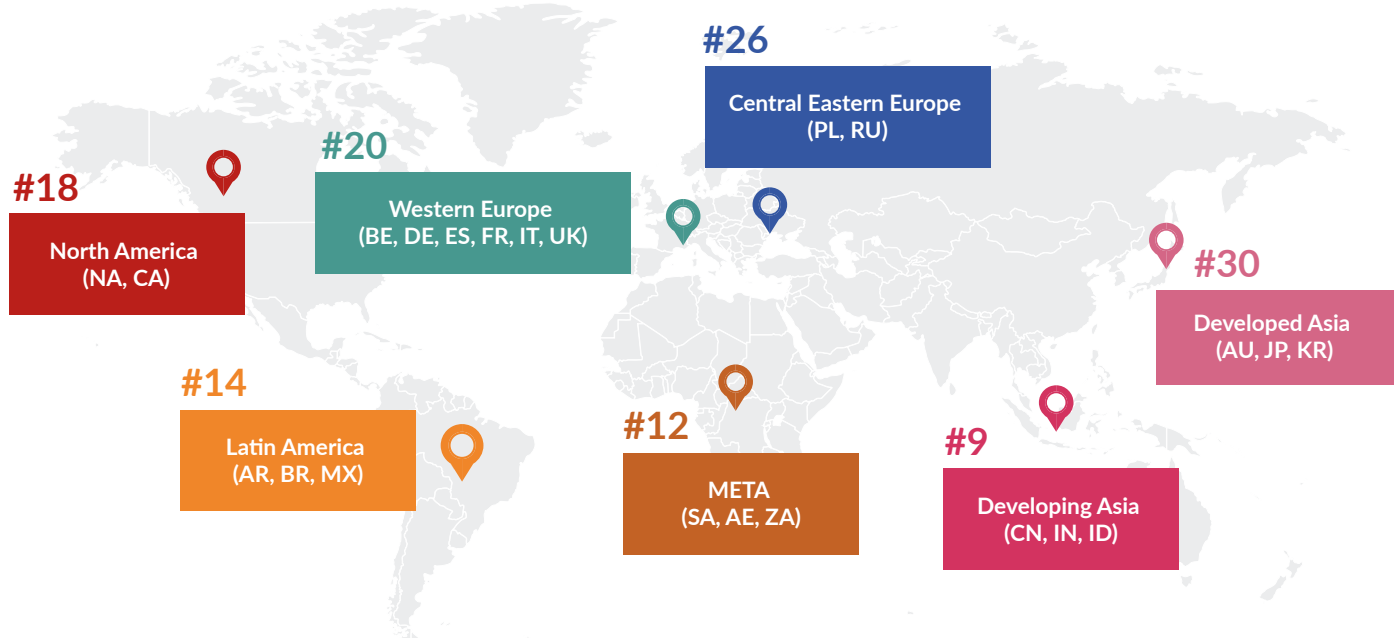 #26
Central Eastern Europe
(PL, RU)
#20
Western Europe
(BE, DE, ES, FR, IT, UK)
#18
North America
(NA, CA)
#30
Developed Asia
(AU, JP, KR)
#14
Latin America
(AR, BR, MX)
#12
META
(SA, AE, ZA)
#9
Developing Asia
(CN, IN, ID)